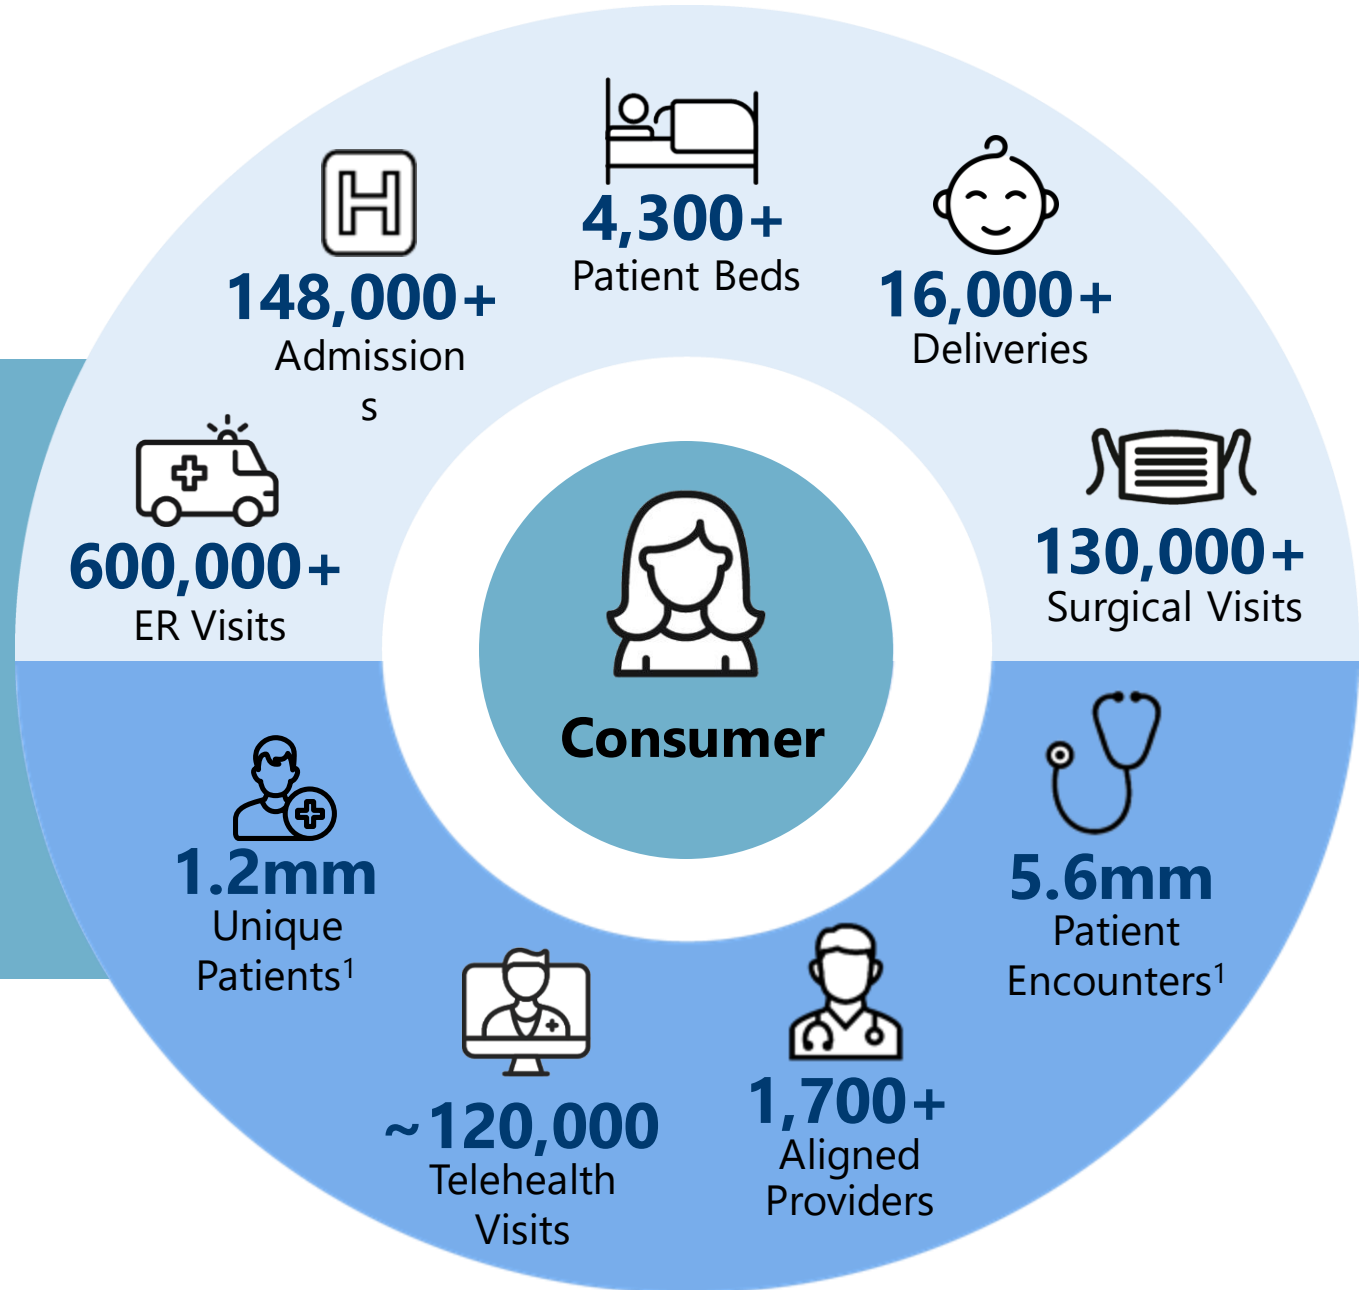 4,300+
Patient Beds
148,000+
Admission
s
16,000+
Deliveries
600,000+
ER Visits
130,000+
Surgical Visits
Consumer
1.2mm
Unique
Patients¹
5.6mm
Patient
Encounters¹
~120,000
Telehealth
Visits
1,700+
Aligned
Providers
H